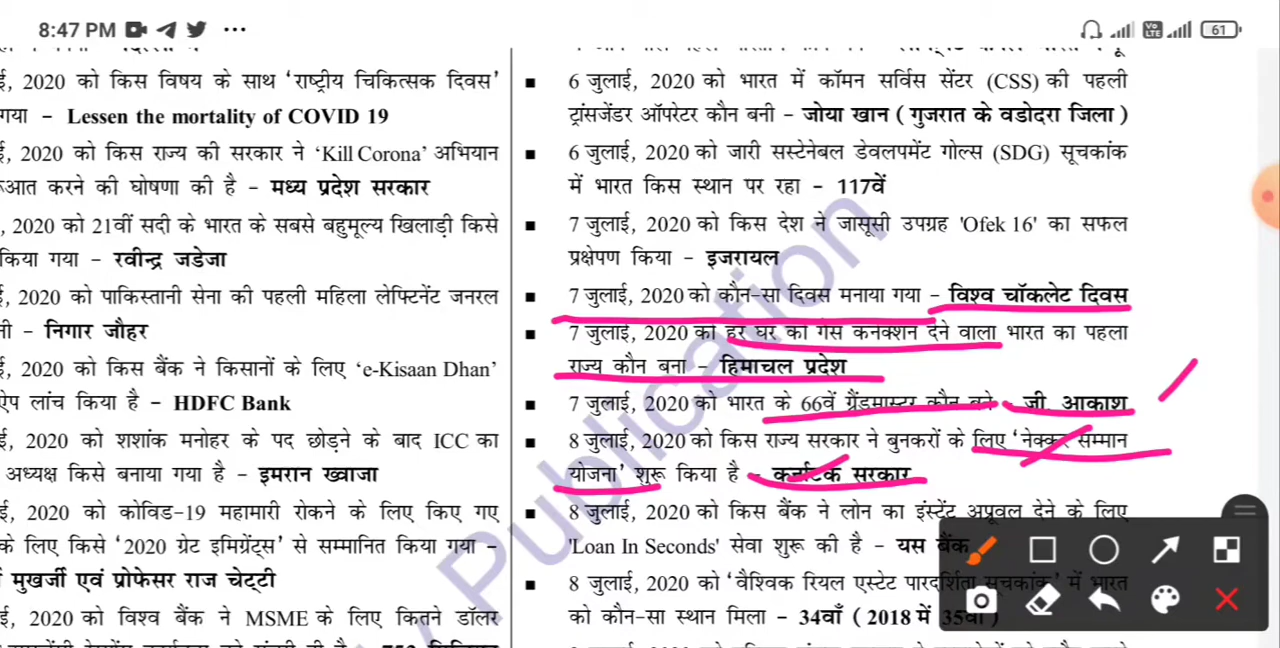 8:47 PM
61
ई, 2020 को किस विषय के साथ 'राष्ट्रीय चिकित्सक दिवस'
गया - Lessen the mortality of COVID 19
ई, 2020 को किस राज्य की सरकार ने 'Kill Corona' अभियान
रूआत करने की घोषणा की है - मध्य प्रदेश सरकार
, 2020 को 21वीं सदी के भारत के सबसे बहुमूल्य खिलाड़ी किसे
किया गया - रवीन्द्र जडेजा
ई, 2020 को पाकिस्तानी सेना की पहली महिला लेफ्टिनेंट जनरल
नी - निगार जौहर
ई, 2020 को किस बैंक ने किसानों के लिए 'e-Kisaan Dhan'
ऐप लांच किया है - HDFC Bank
ई, 2020 को शशांक मनोहर के पद छोड़ने के बाद ICC का
अध्यक्ष किसे बनाया गया है - इमरान ख्वाजा
ई, 2020 को कोविड-19 महामारी रोकने के लिए किए गए
के लिए किसे '2020 ग्रेट इमिग्रेंट्स' से सम्मानित किया गया -
मुखर्जी एवं प्रोफेसर राज चेट्टी
ई, 2020 को विश्व बैंक ने MSME के लिए कितने डॉलर
6 जुलाई, 2020 को भारत में कॉमन सर्विस सेंटर (CSS) की पहली
ट्रांसजेंडर ऑपरेटर कौन बनी - जोया खान ( गुजरात के वडोदरा जिला )
6 जुलाई, 2020 को जारी सस्टेनेबल डेवलपमेंट गोल्स (SDG) सूचकांक
में भारत किस स्थान पर रहा - 117वें
7 जुलाई, 2020 को किस देश ने जासूसी उपग्रह 'Ofek 16' का सफल
प्रक्षेपण किया - इजरायल
7 जुलाई, 2020 को कौन-सा दिवस मनाया गया - विश्व चॉकलेट दिवस
7 जुलाई, 2020 को हर घर को गैस कनेक्शन देने वाला भारत का पहला
राज्य कौन बना - हिमाचल प्रदेश
7 जुलाई, 2020 को भारत के 66वें ग्रैंडमास्टर कौन बने - जी आकाश
8 जुलाई, 2020 को किस राज्य सरकार ने बुनकरों के लिए 'नेक्कर सम्मान
योजना' शुरू किया है - कर्नाटक सरकार
8 जुलाई, 2020 को किस बैंक ने लोन का इंस्टेंट अप्रूवल देने के लिए
'Loan In Seconds' सेवा शुरू की है - यस बैंक
8 जुलाई, 2020 को 'वैश्विक रियल एस्टेट पारदर्शिता सूचकांक' में भारत
को कौन-सा स्थान मिला - 34वाँ ( 2018 में 35वां )
Publication